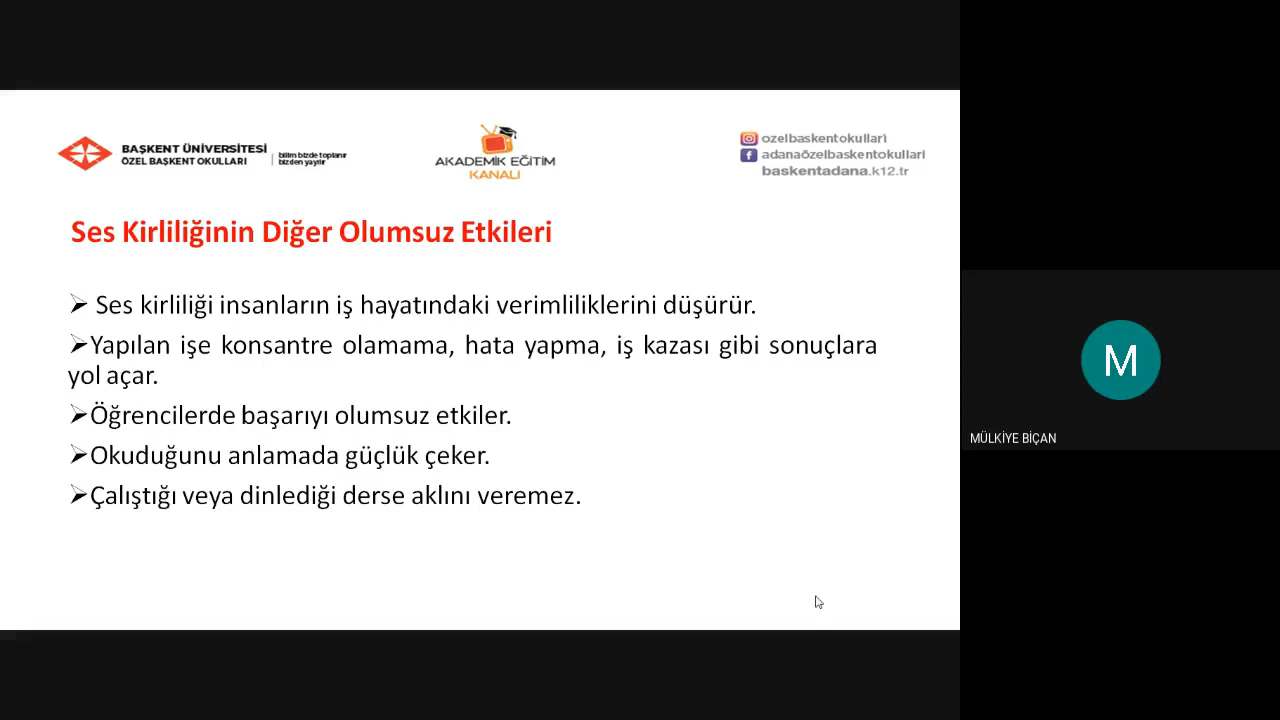 BAŞKENT ÜNİVERSİTESİ
ÖZEL BAŞKENT OKULLARI
bilim bizde toplanır
bizden yayılır
AKADEMİK EĞİTİM
KANALI
ozelbaskentokullari
adanaözelbaskentokullari
baskentadana.k12.tr
Ses Kirliliğinin Diğer Olumsuz Etkileri
➢ Ses kirliliği insanların iş hayatındaki verimliliklerini düşürür.
➢Yapılan işe konsantre olamama, hata yapma, iş kazası gibi sonuçlara
yol açar.
➢Öğrencilerde başarıyı olumsuz etkiler.
➢Okuduğunu anlamada güçlük çeker.
➢Çalıştığı veya dinlediği derse aklını veremez.
M
MÜLKİYE BİÇAN